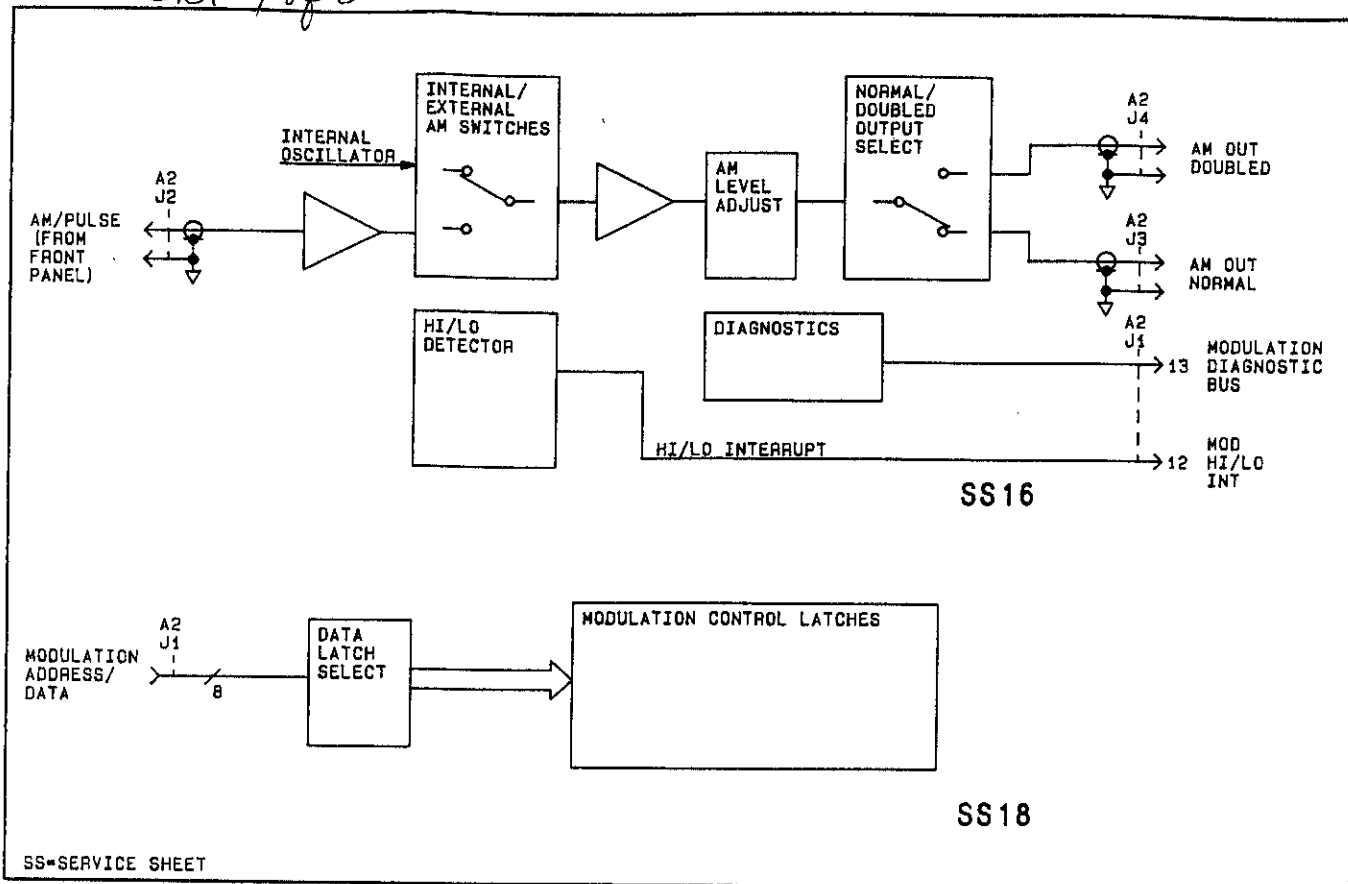 INTERNAL/
EXTERNAL
AM SWITCHES
NORMAL/
DOUBLED
OUTPUT
SELECT
INTERNAL
OSCILLATOR
AM
LEVEL
ADJUST
A2
J4
AM OUT
DOUBLED
A2
J2
AM/PULSE
(FROM
FRONT
PANEL)
A2
J3
AM OUT
NORMAL
HI/LO
DETECTOR
DIAGNOSTICS
A2
J1
13
MODULATION
DIAGNOSTIC
BUS
HI/LO INTERRUPT
12
MOD
HI/LO
INT
SS16
A2
J1
MODULATION
ADDRESS/
DATA
8
DATA
LATCH
SELECT
MODULATION CONTROL LATCHES
SS18
SS=SERVICE SHEET